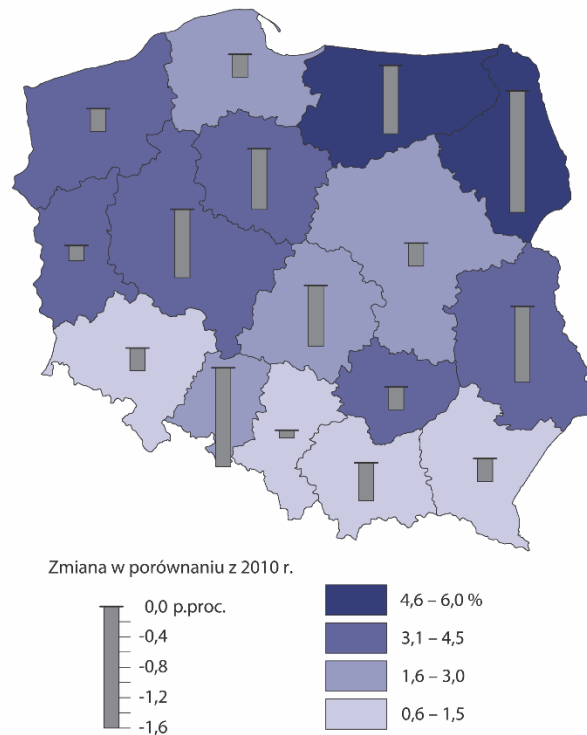 Zmiana w porównaniu z 2010 r.
0,0 p.proc.
-0,4
-0,8
-1,2
-1,6
4,6 – 6,0 %
3,1 – 4,5
1,6 – 3,0
0,6 – 1,5